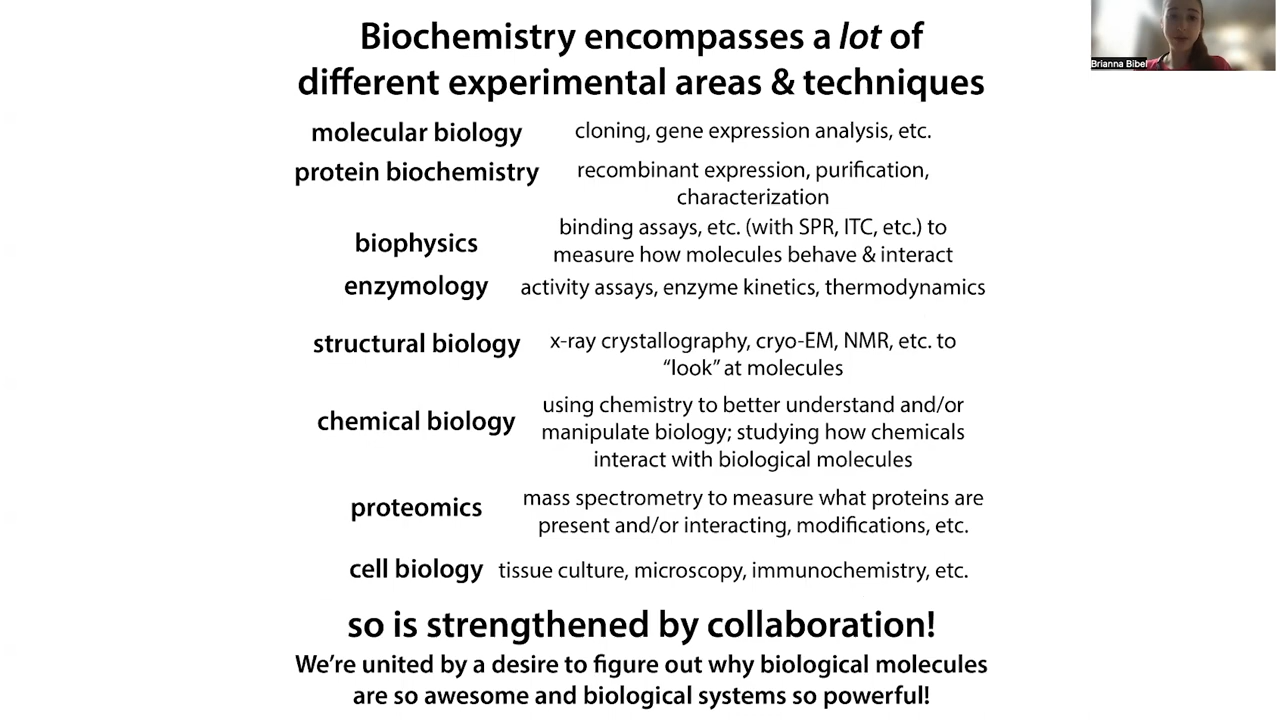 Biochemistry encompasses a lot of
different experimental areas & techniques
Brianna Bibel
molecular biology cloning, gene expression analysis, etc.
protein biochemistry recombinant expression, purification,
characterization
biophysics binding assays, etc. (with SPR, ITC, etc.) to
measure how molecules behave & interact
enzymology activity assays, enzyme kinetics, thermodynamics
structural biology x-ray crystallography, cryo-EM, NMR, etc. to
“look” at molecules
chemical biology using chemistry to better understand and/or
manipulate biology; studying how chemicals
interact with biological molecules
proteomics mass spectrometry to measure what proteins are
present and/or interacting, modifications, etc.
cell biology tissue culture, microscopy, immunochemistry, etc.
so is strengthened by collaboration!
We’re united by a desire to figure out why biological molecules
are so awesome and biological systems so powerful!